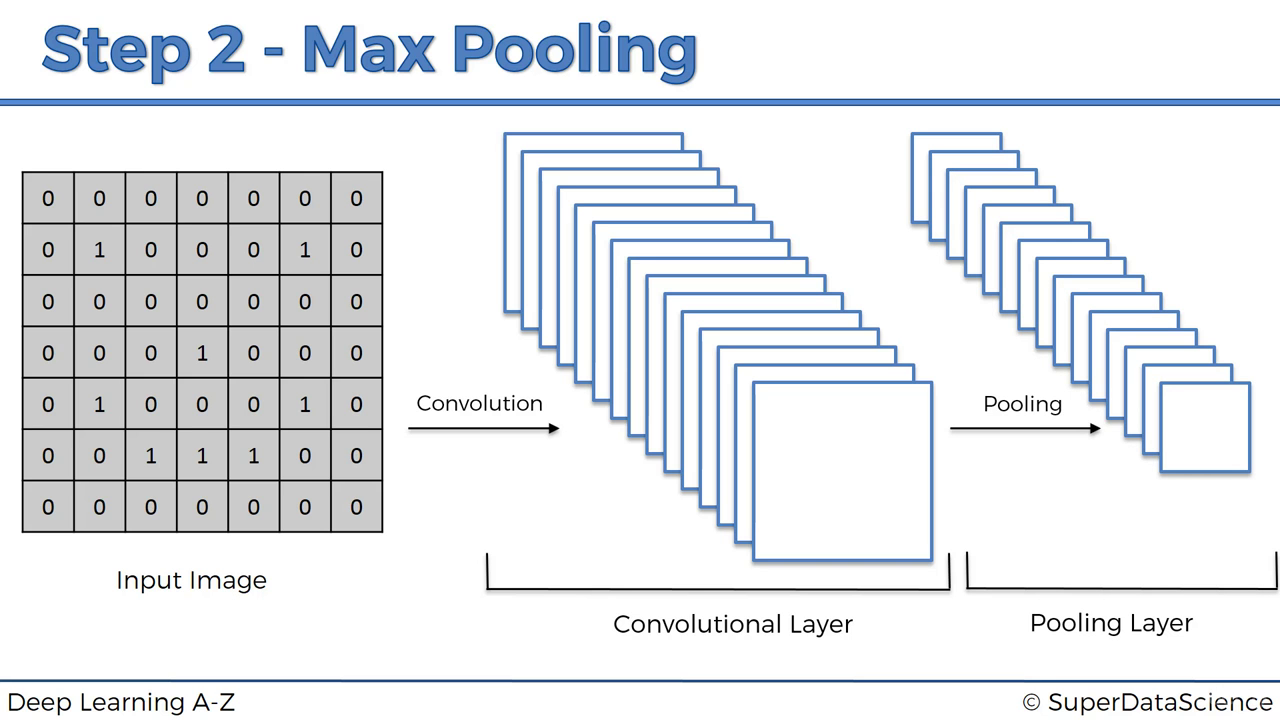 Step 2 - Max Pooling
0 0 0 0 0 0 0
0 1 0 0 0 1 0
0 0 0 0 0 0 0
0 0 0 1 0 0 0
0 1 0 0 0 1 0
0 0 1 1 1 0 0
0 0 0 0 0 0 0
Input Image
Convolution
Convolutional Layer
Pooling
Pooling Layer
Deep Learning A-Z
© SuperDataScience